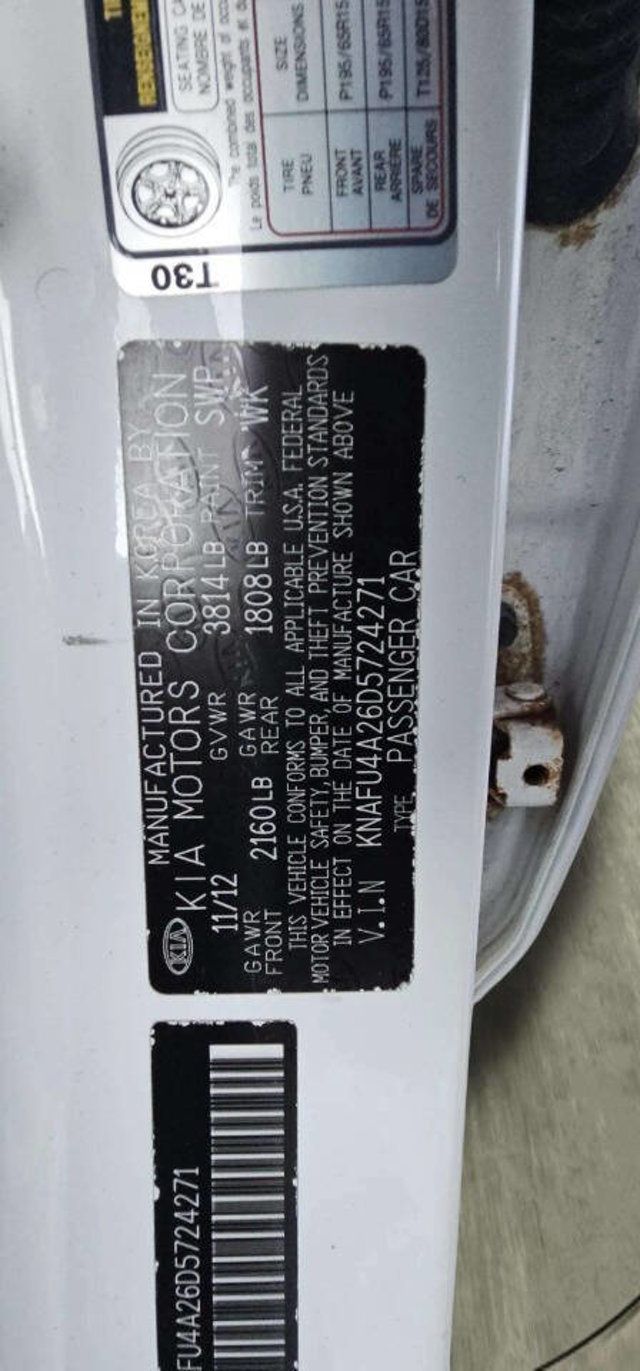 RENSEIGNEMENT
SEATING CA
NOMBRE DE
The combined weight of occupants and
Le poids total des occupants et du
TIRE SIZE
PNEU DIMENSIONS
FRONT P195/65R15
AVANT
REAR P195/65R15
ARRIERE
SPARE T125/80D15
DE SECOURS
T30
KIA
MANUFACTURED IN KOREA BY
KIA MOTORS CORPORATION
11/12 GVWR 3814LB PAINT SWP
GAWR GAWR
FRONT 2160LB REAR 1808LB TRIM WK
THIS VEHICLE CONFORMS TO ALL APPLICABLE U.S.A. FEDERAL
MOTOR VEHICLE SAFETY, BUMPER, AND THEFT PREVENTION STANDARDS
IN EFFECT ON THE DATE OF MANUFACTURE SHOWN ABOVE
V.I.N KNAFU4A26D5724271
TYPE PASSENGER CAR
FU4A26D5724271